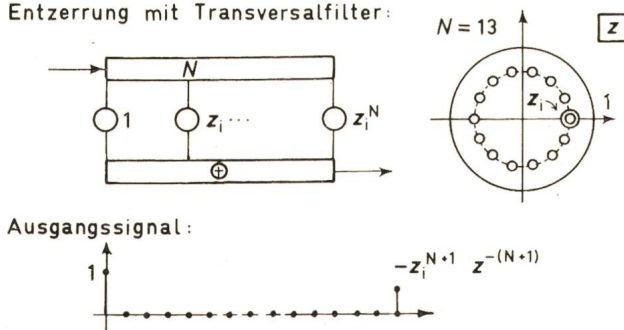 Entzerrung mit Transversalfilter:
N = 13
z
N
1 z_i ... z_i^N
⊕
z_i 1
Ausgangssignal:
1
-z_i^{N+1} z^{-(N+1)}